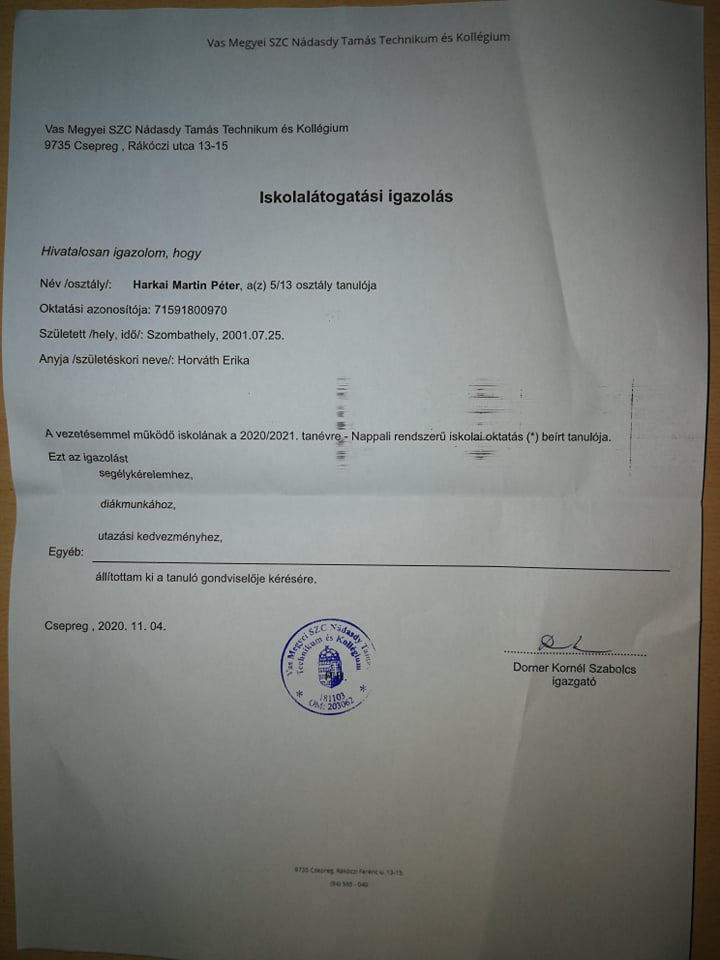 Vas Megyei SZC Nádasdy Tamás Technikum és Kollégium
Vas Megyei SZC Nádasdy Tamás Technikum és Kollégium
9735 Csepreg , Rákóczi utca 13-15
Iskolalátogatási igazolás
Hivatalosan igazolom, hogy
Név /osztály/: Harkai Martin Péter, a(z) 5/13 osztály tanulója
Oktatási azonosítója: 71591800970
Született /hely, idő/: Szombathely, 2001.07.25.
Anyja /születéskori neve/: Horváth Erika
A vezetésemmel működő iskolának a 2020/2021. tanévre - Nappali rendszerű iskolai oktatás (*) beírt tanulója.
Ezt az igazolást
segélykérelemhez,
diákmunkához,
utazási kedvezményhez,
Egyéb:
állítottam ki a tanuló gondviselője kérésére.
Csepreg , 2020. 11. 04.
Vas Megyei SZC Nádasdy Tamás
Technikum és Kollégium
181103
OM: 203062
Dorner Kornél Szabolcs
igazgató
9735 Csepreg, Rákóczi Ferenc u. 13-15.
(94) 565 - 040